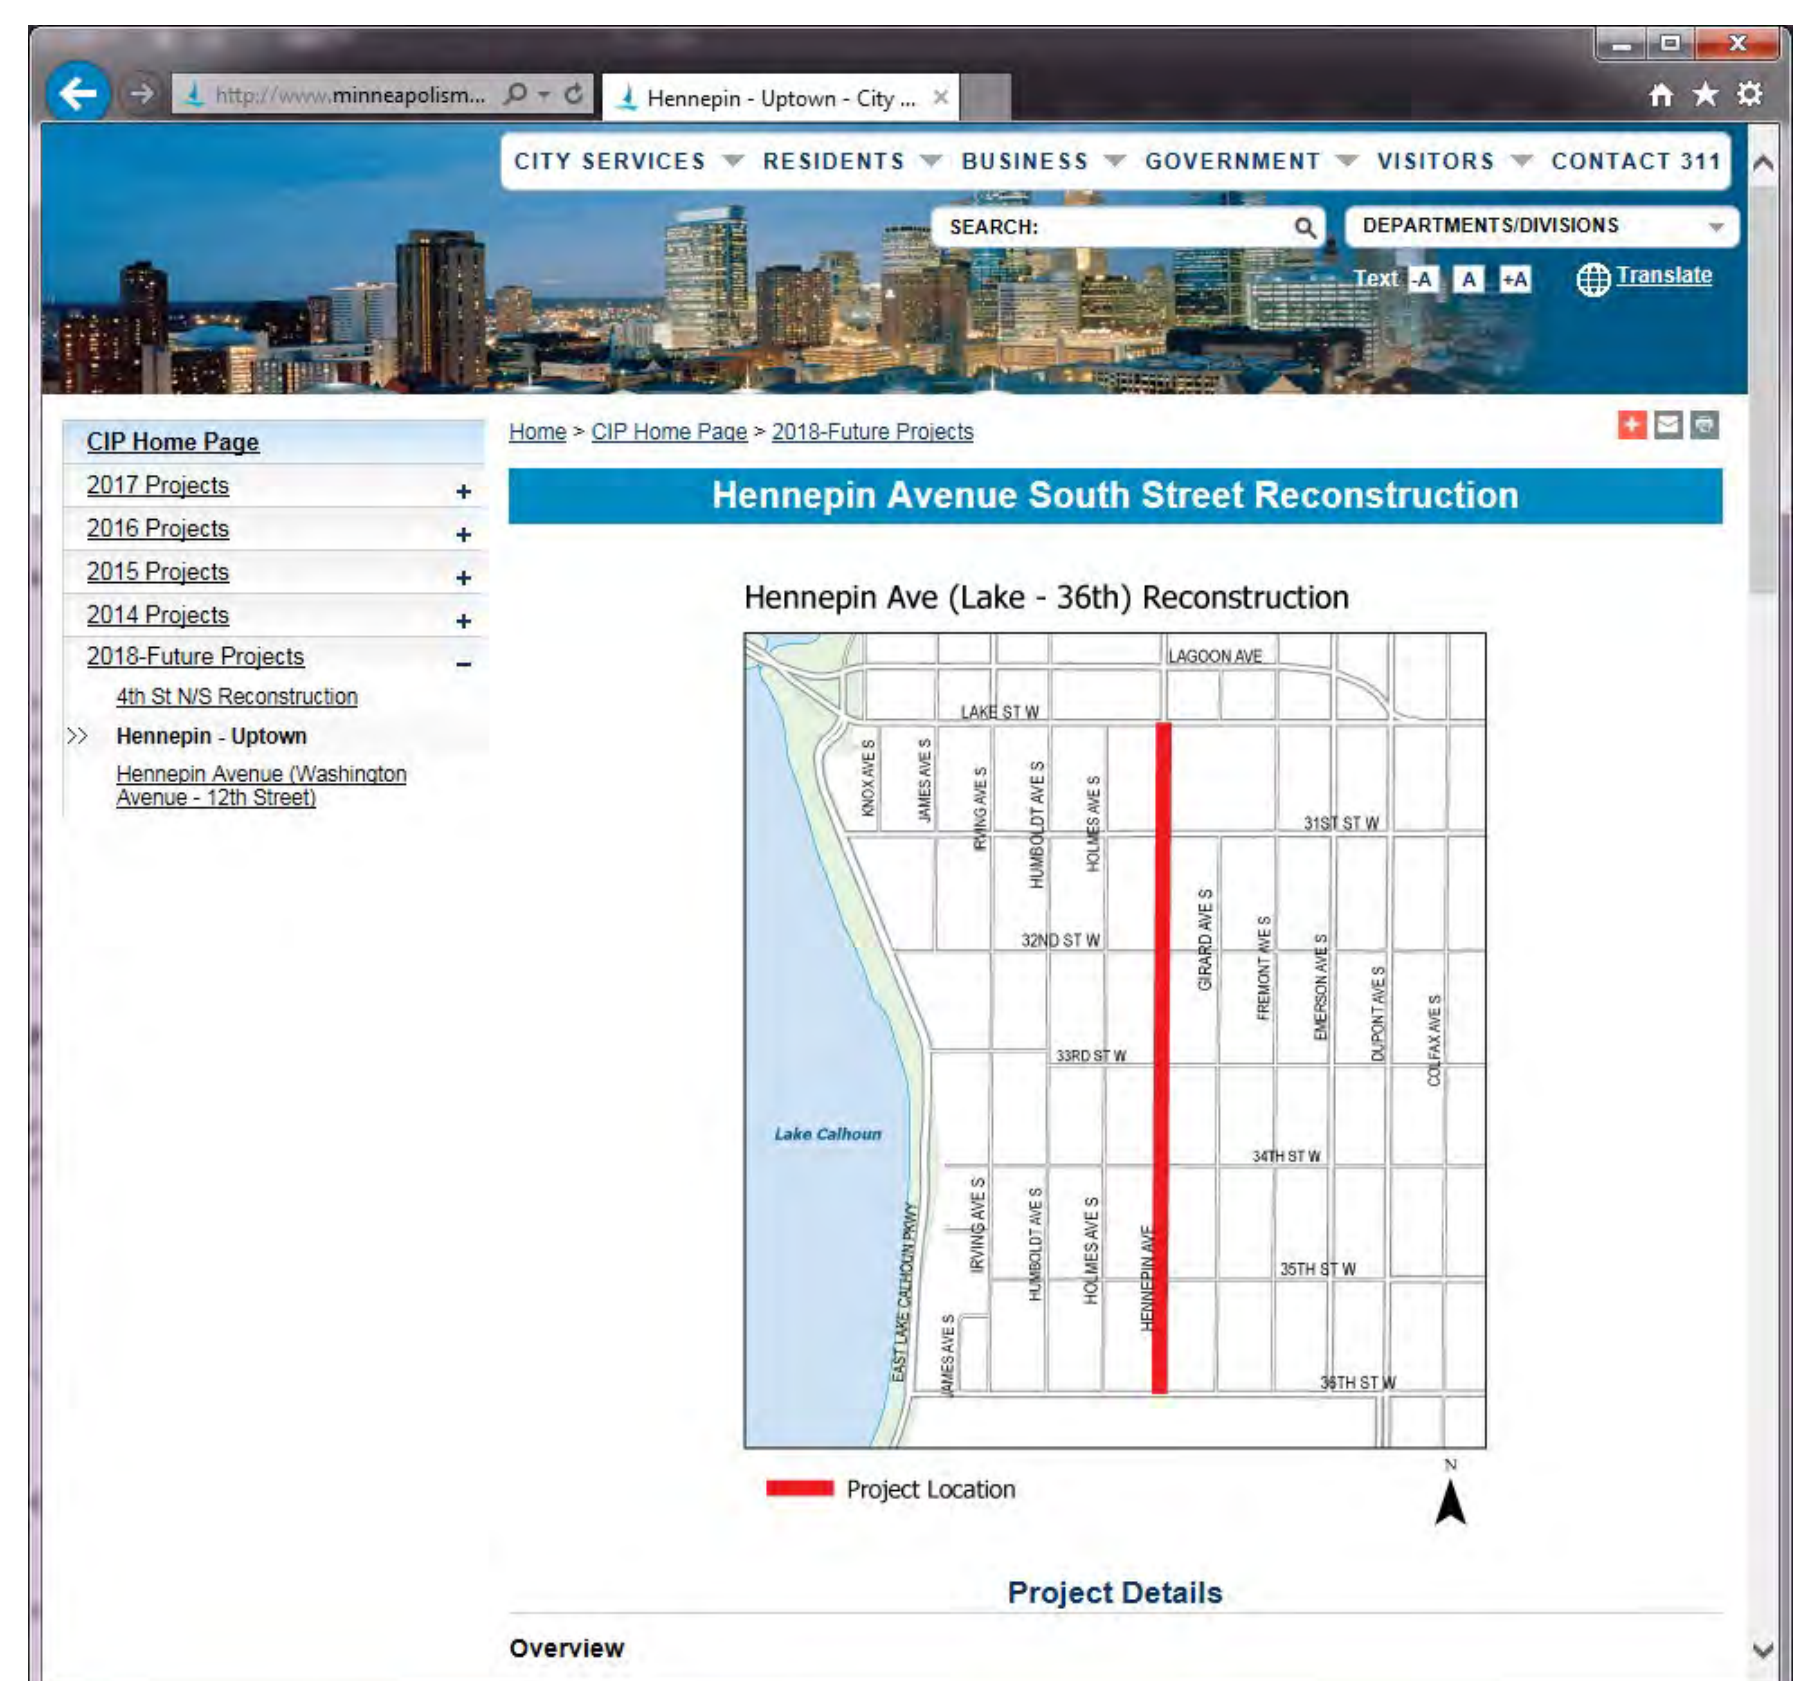 http://www.minneapolism...
Hennepin - Uptown - City ...
CITY SERVICES RESIDENTS BUSINESS GOVERNMENT VISITORS CONTACT 311
SEARCH:
DEPARTMENTS/DIVISIONS
Text -A A +A Translate
CIP Home Page
2017 Projects +
2016 Projects +
2015 Projects +
2014 Projects +
2018-Future Projects -
4th St N/S Reconstruction
>> Hennepin - Uptown
Hennepin Avenue (Washington
Avenue - 12th Street)
Home > CIP Home Page > 2018-Future Projects
Hennepin Avenue South Street Reconstruction
Hennepin Ave (Lake - 36th) Reconstruction
LAGOON AVE
LAKE ST W
KNOX AVE S
JAMES AVE S
IRVING AVE S
HUMBOLDT AVE S
HOLMES AVE S
31ST ST W
GIRARD AVE S
FREMONT AVE S
EMERSON AVE S
DUPONT AVE S
COLFAX AVE S
32ND ST W
33RD ST W
Lake Calhoun
34TH ST W
EAST LAKE CALHOUN PKWY
JAMES AVE S
IRVING AVE S
HUMBOLDT AVE S
HOLMES AVE S
HENNEPIN AVE
35TH ST W
36TH ST W
Project Location
N
Project Details
Overview